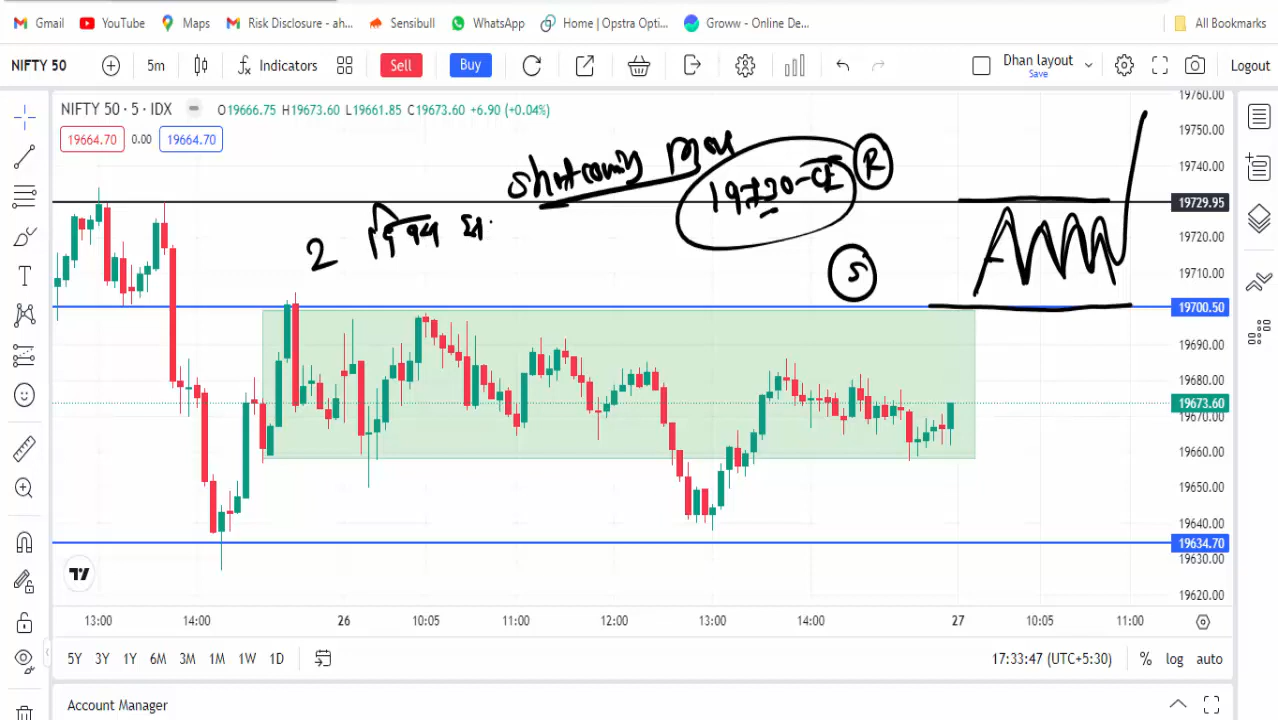 Gmail YouTube Maps Risk Disclosure - ah... Sensibull WhatsApp Home | Opstra Opti... Groww - Online De... All Bookmarks
NIFTY 50 5m fx Indicators Sell Buy Dhan layout Save Logout
NIFTY 50 · 5 · IDX O19666.75 H19673.60 L19661.85 C19673.60 +6.90 (+0.04%)
19664.70 0.00 19664.70
19760.00
19750.00
19740.00
19729.95
19720.00
19710.00
19700.50
19690.00
19680.00
19673.60
19670.00
19660.00
19650.00
19640.00
19634.70
19630.00
19620.00
R
S
2
13:00 14:00 26 10:05 11:00 12:00 13:00 14:00 27 10:05 11:00
5Y 3Y 1Y 6M 3M 1M 1W 1D 17:33:47 (UTC+5:30) % log auto
Account Manager